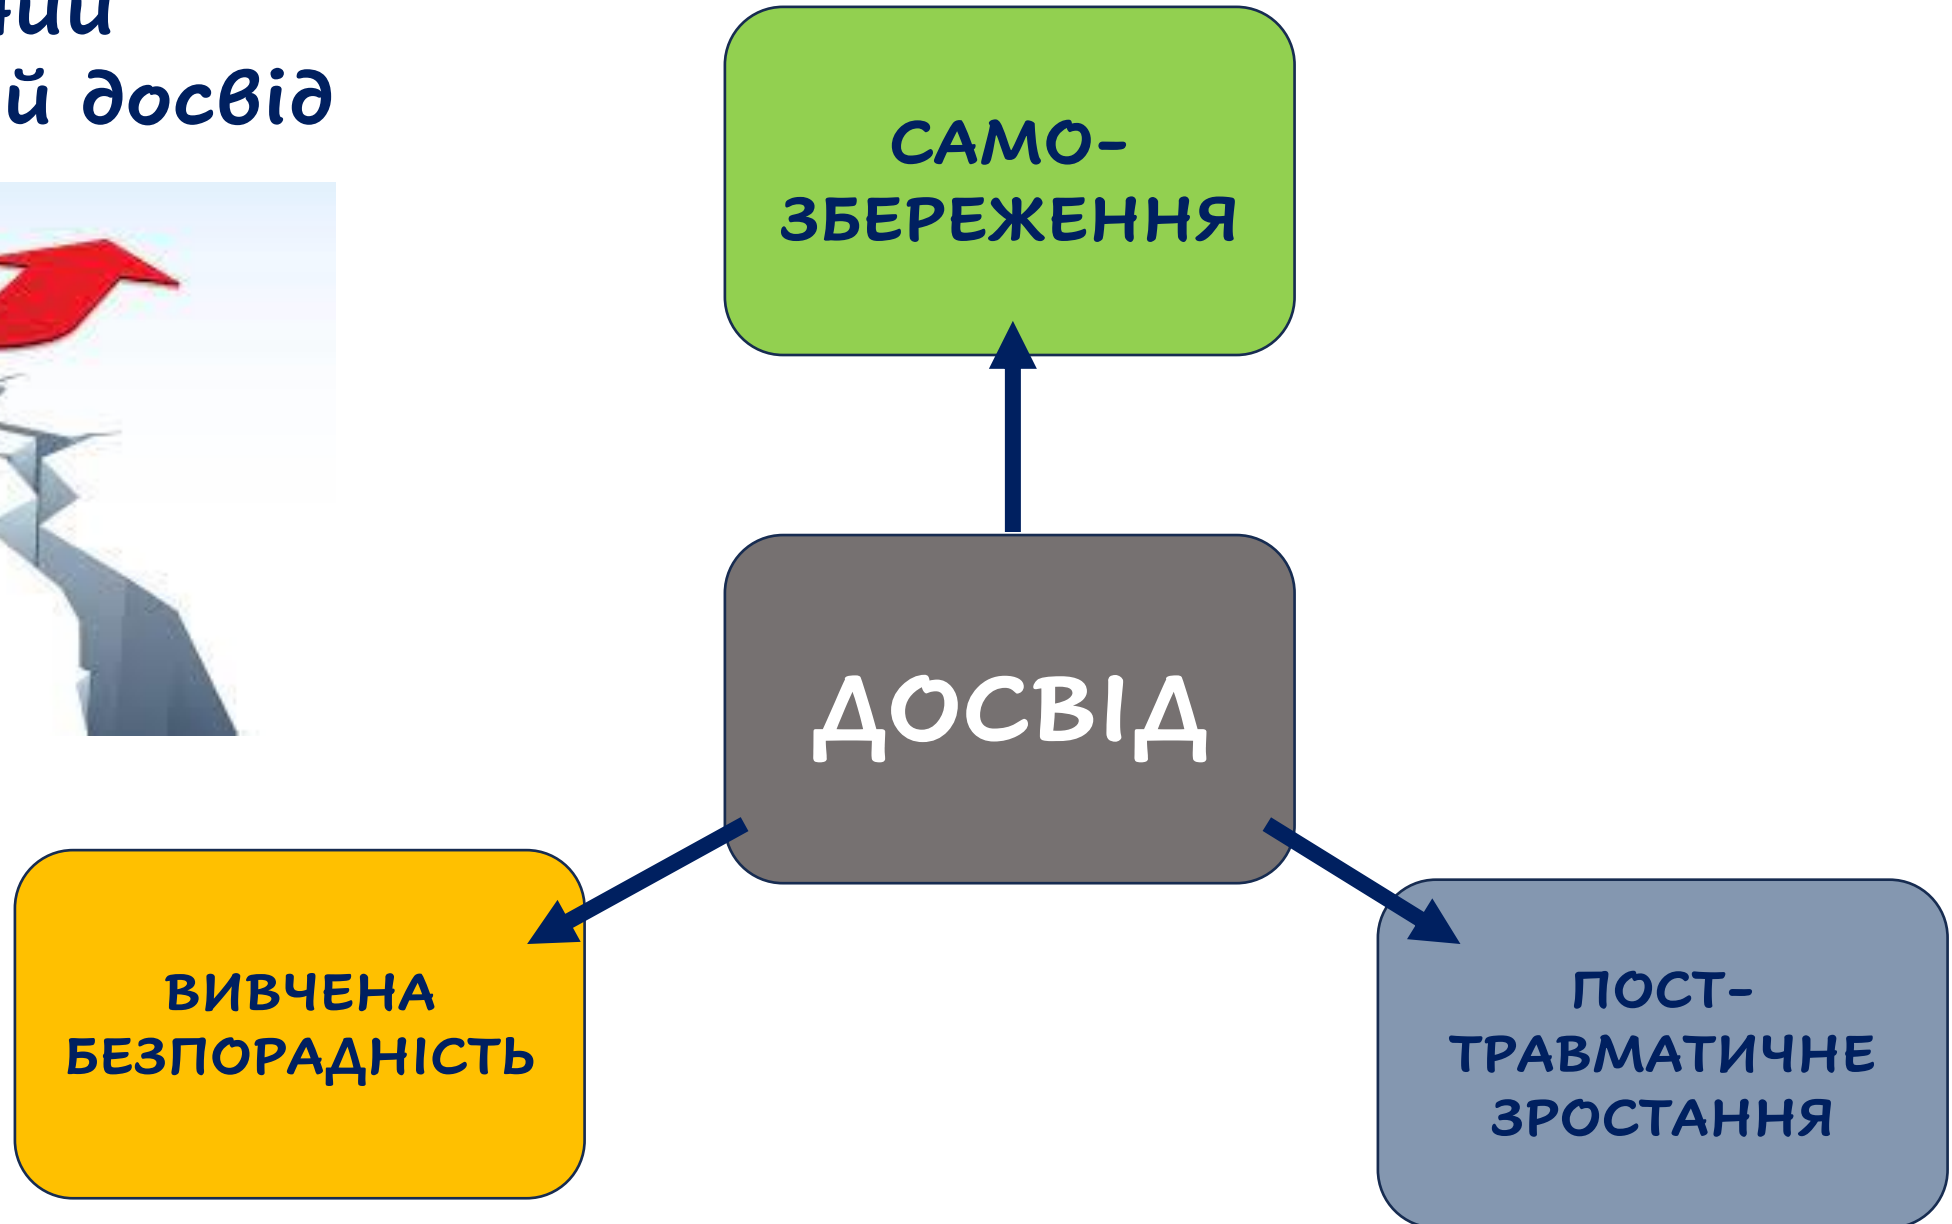 й досвід
САМО-
ЗБЕРЕЖЕННЯ
ДОСВІД
ВИВЧЕНА
БЕЗПОРАДНІСТЬ
ПОСТ-
ТРАВМАТИЧНЕ
ЗРОСТАННЯ